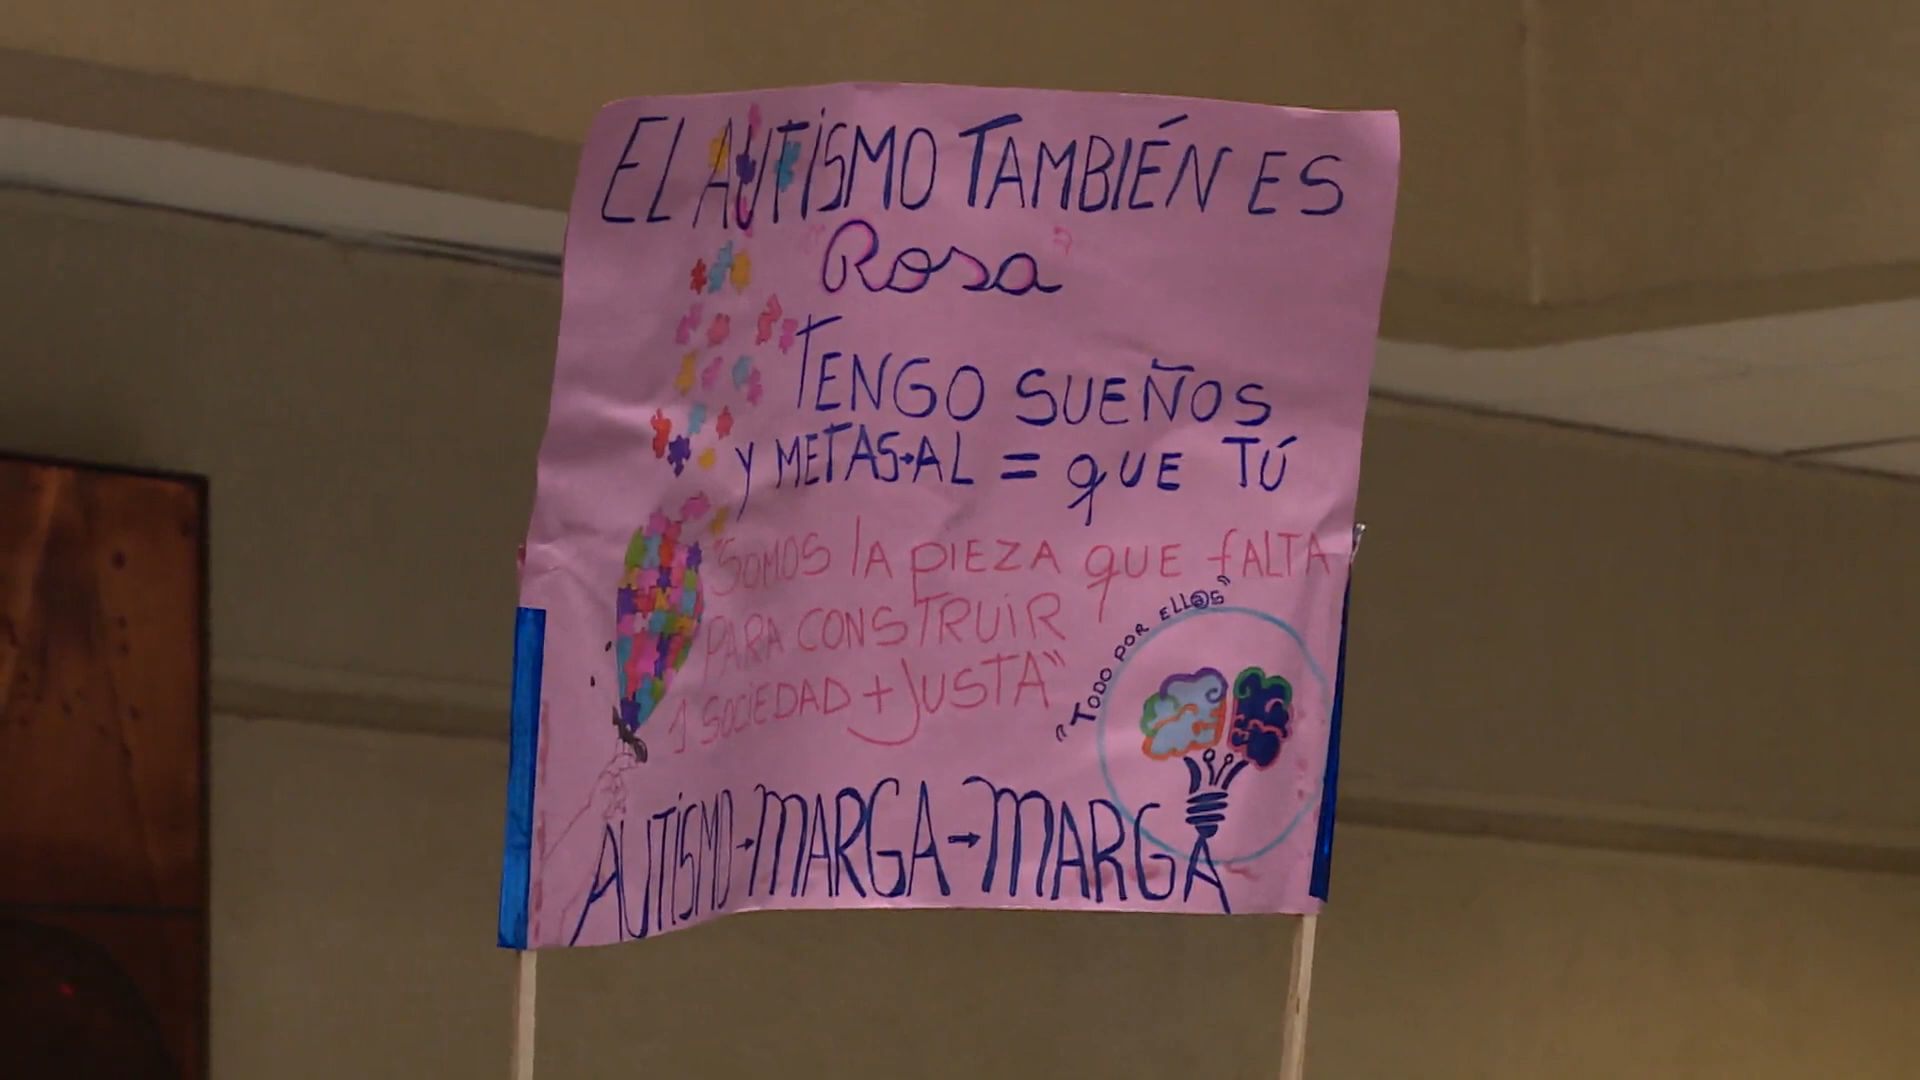 EL AUTISMO TAMBIÉN ES
"Rosa"
TENGO SUEÑOS
Y METAS→AL = QUE TÚ
"SOMOS LA PIEZA QUE FALTA
PARA CONSTRUIR
1 SOCIEDAD + JUSTA"
"TODO POR ELL@S"
AUTISMO→MARGA→MARGA